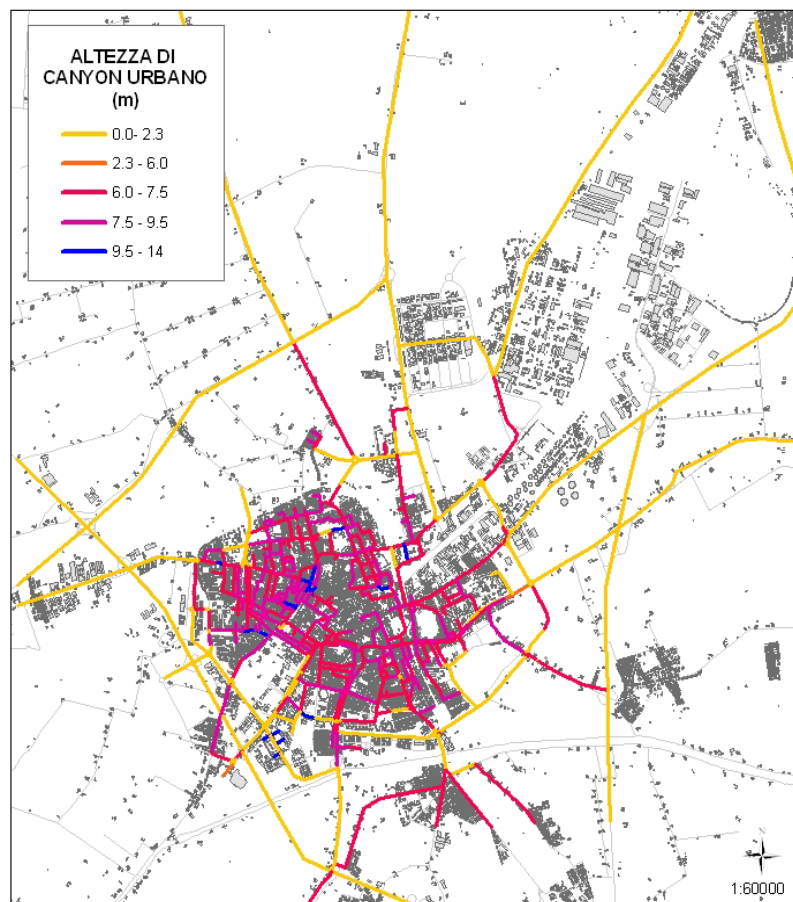 ALTEZZA DI
CANYON URBANO
(m)
0.0- 2.3
2.3 - 6.0
6.0 - 7.5
7.5 - 9.5
9.5 - 14
N
1:60000